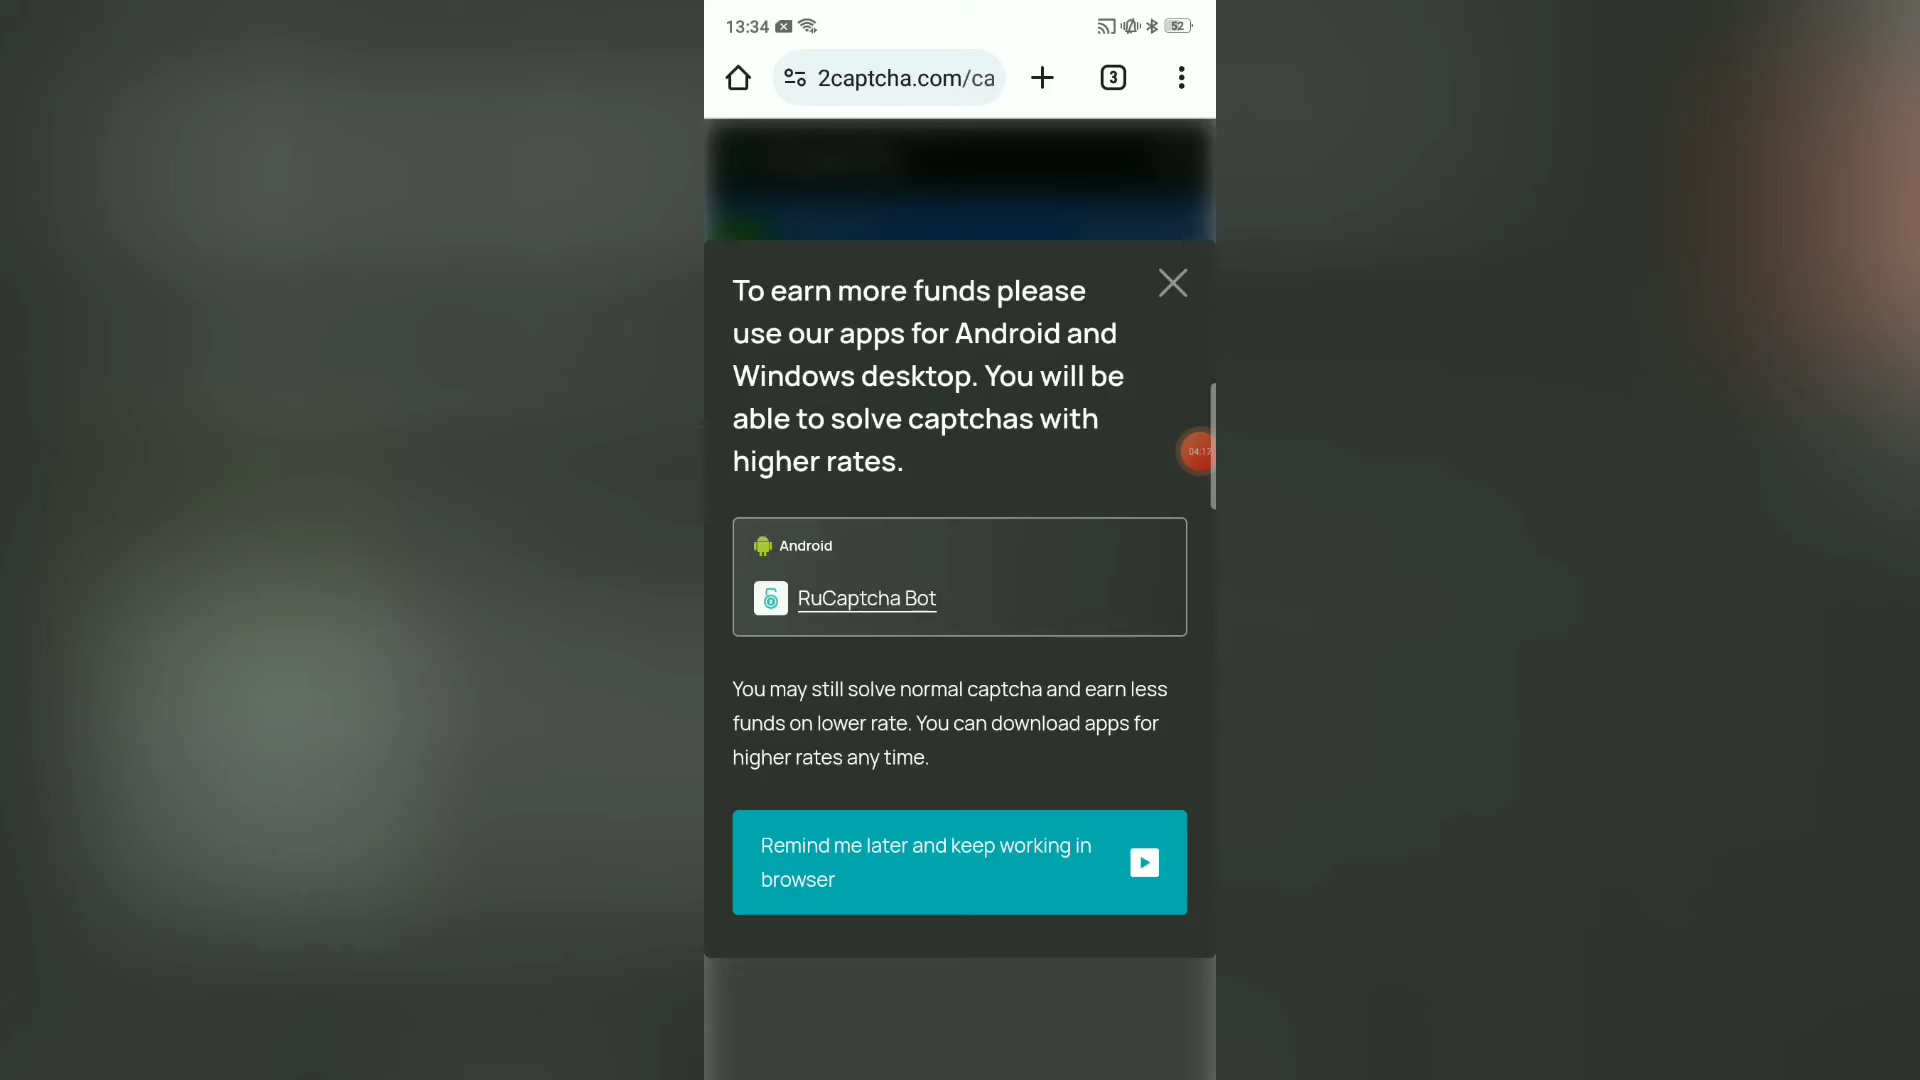 13:34
52
2captcha.com/ca
3
To earn more funds please
use our apps for Android and
Windows desktop. You will be
able to solve captchas with
higher rates.
04:17
Android
RuCaptcha Bot
You may still solve normal captcha and earn less
funds on lower rate. You can download apps for
higher rates any time.
Remind me later and keep working in
browser